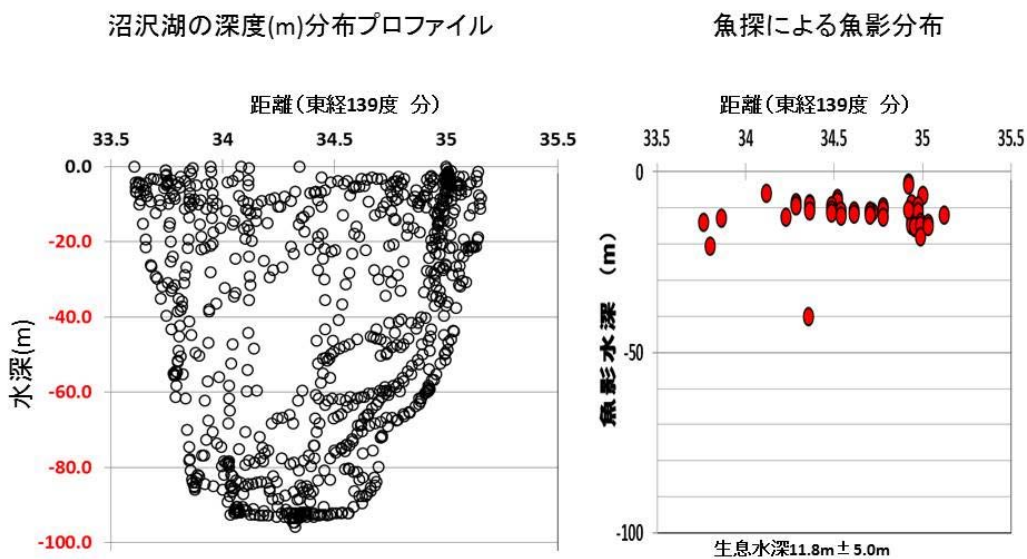 沼沢湖の深度(m)分布プロファイル
距離(東経139度 分)
33.5 34 34.5 35 35.5
0.0
-20.0
-40.0
-60.0
-80.0
-100.0
水深(m)
魚探による魚影分布
距離(東経139度 分)
33.5 34 34.5 35 35.5
0
-50
-100
魚影水深 (m)
生息水深11.8m±5.0m